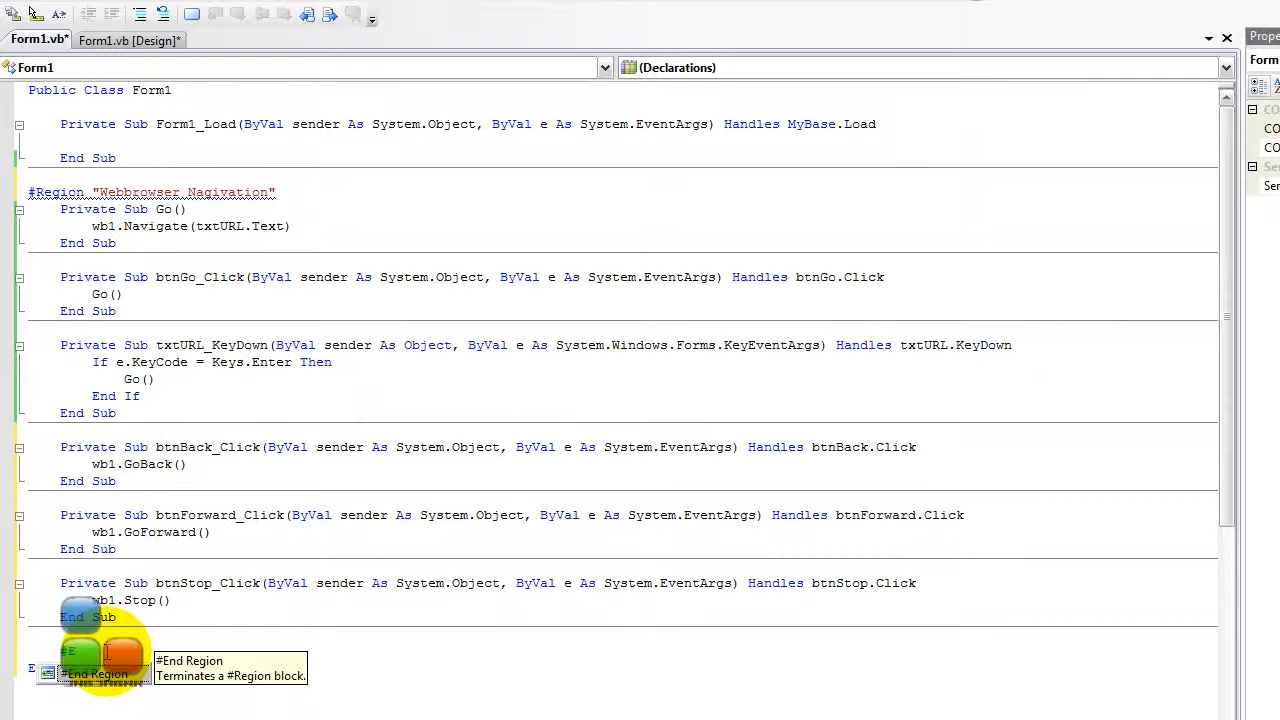 Form1.vb* Form1.vb [Design]*
Prope
Form1 (Declarations)
Form
Public Class Form1
CO
Private Sub Form1_Load(ByVal sender As System.Object, ByVal e As System.EventArgs) Handles MyBase.Load
CO
CO
End Sub
Se
Ser
#Region "Webbrowser Nagivation"
Private Sub Go()
wb1.Navigate(txtURL.Text)
End Sub
Private Sub btnGo_Click(ByVal sender As System.Object, ByVal e As System.EventArgs) Handles btnGo.Click
Go()
End Sub
Private Sub txtURL_KeyDown(ByVal sender As Object, ByVal e As System.Windows.Forms.KeyEventArgs) Handles txtURL.KeyDown
If e.KeyCode = Keys.Enter Then
Go()
End If
End Sub
Private Sub btnBack_Click(ByVal sender As System.Object, ByVal e As System.EventArgs) Handles btnBack.Click
wb1.GoBack()
End Sub
Private Sub btnForward_Click(ByVal sender As System.Object, ByVal e As System.EventArgs) Handles btnForward.Click
wb1.GoForward()
End Sub
Private Sub btnStop_Click(ByVal sender As System.Object, ByVal e As System.EventArgs) Handles btnStop.Click
wb1.Stop()
End Sub
#E
#End Region
Terminates a #Region block.
E
#End Region